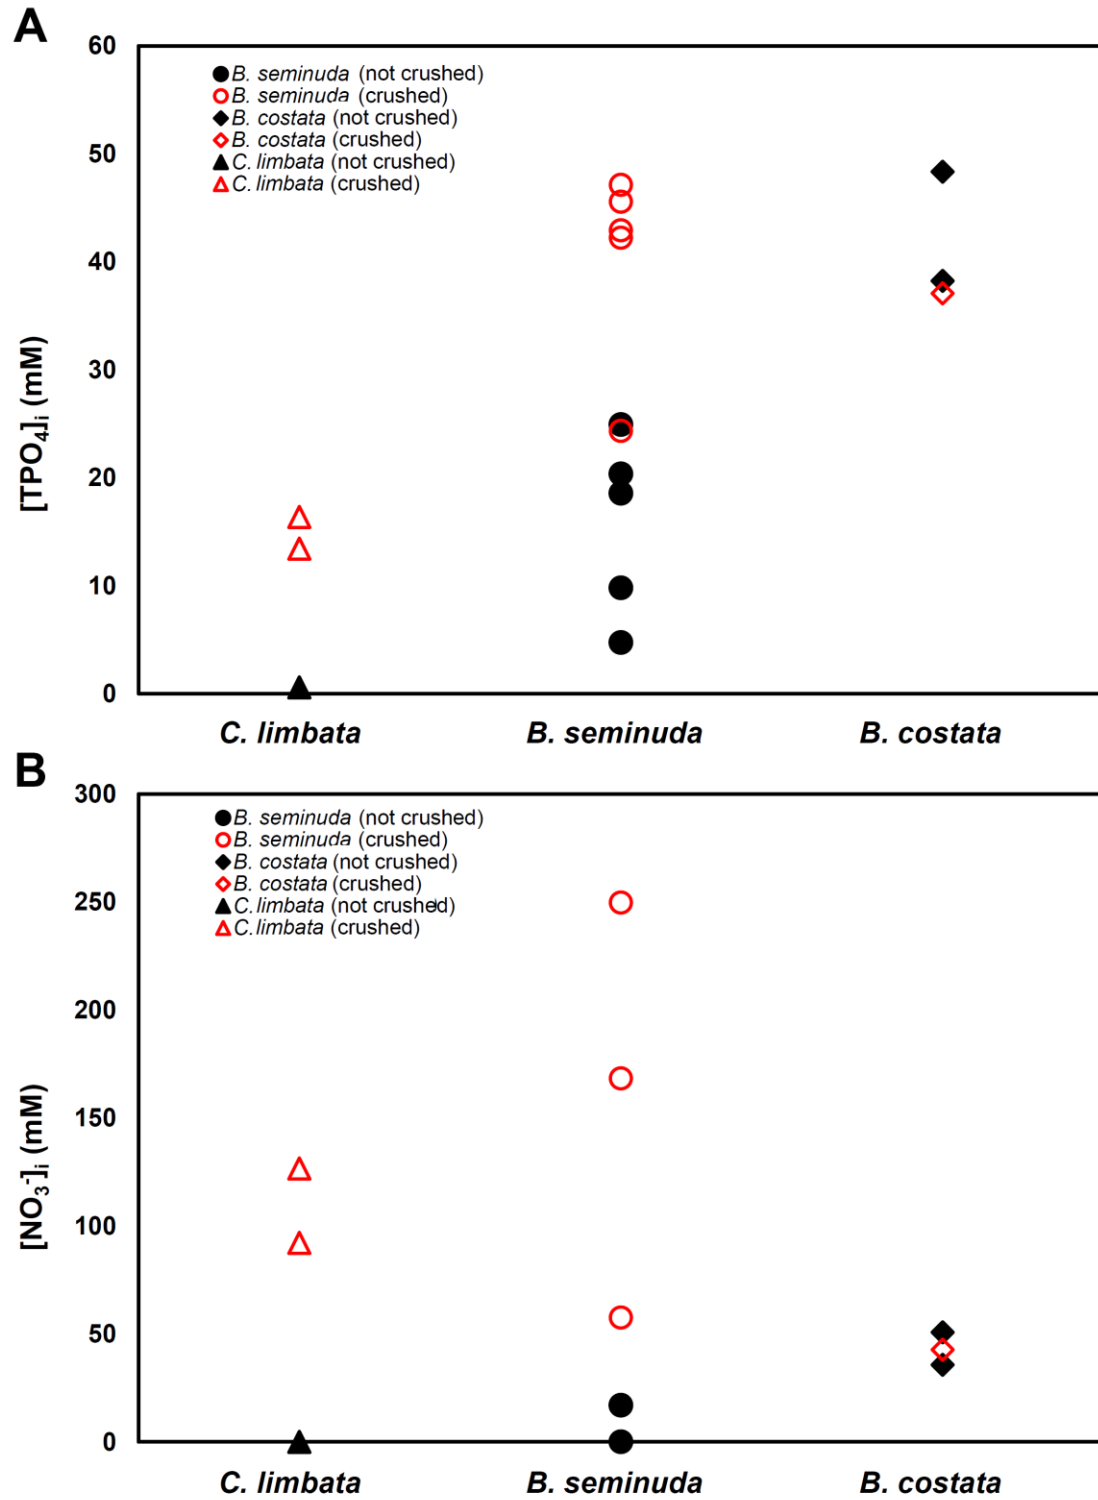 A
60
B. seminuda (not crushed)
B. seminuda (crushed)
B. costata (not crushed)
B. costata (crushed)
C. limbata (not crushed)
C. limbata (crushed)
50
40
30
20
10
0
[TPO₄]ᵢ (mM)
C. limbata B. seminuda B. costata
B
300
B. seminuda (not crushed)
B. seminuda (crushed)
B. costata (not crushed)
B. costata (crushed)
C. limbata (not crushed)
C. limbata (crushed)
250
200
150
100
50
0
[NO₃⁻]ᵢ (mM)
C. limbata B. seminuda B. costata